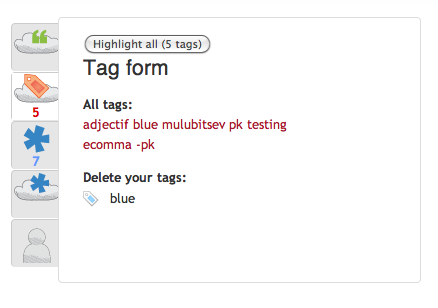 Highlight all (5 tags)
Tag form
All tags:
adjectif blue mulubitsev pk testing
ecomma -pk
Delete your tags:
blue
5
7